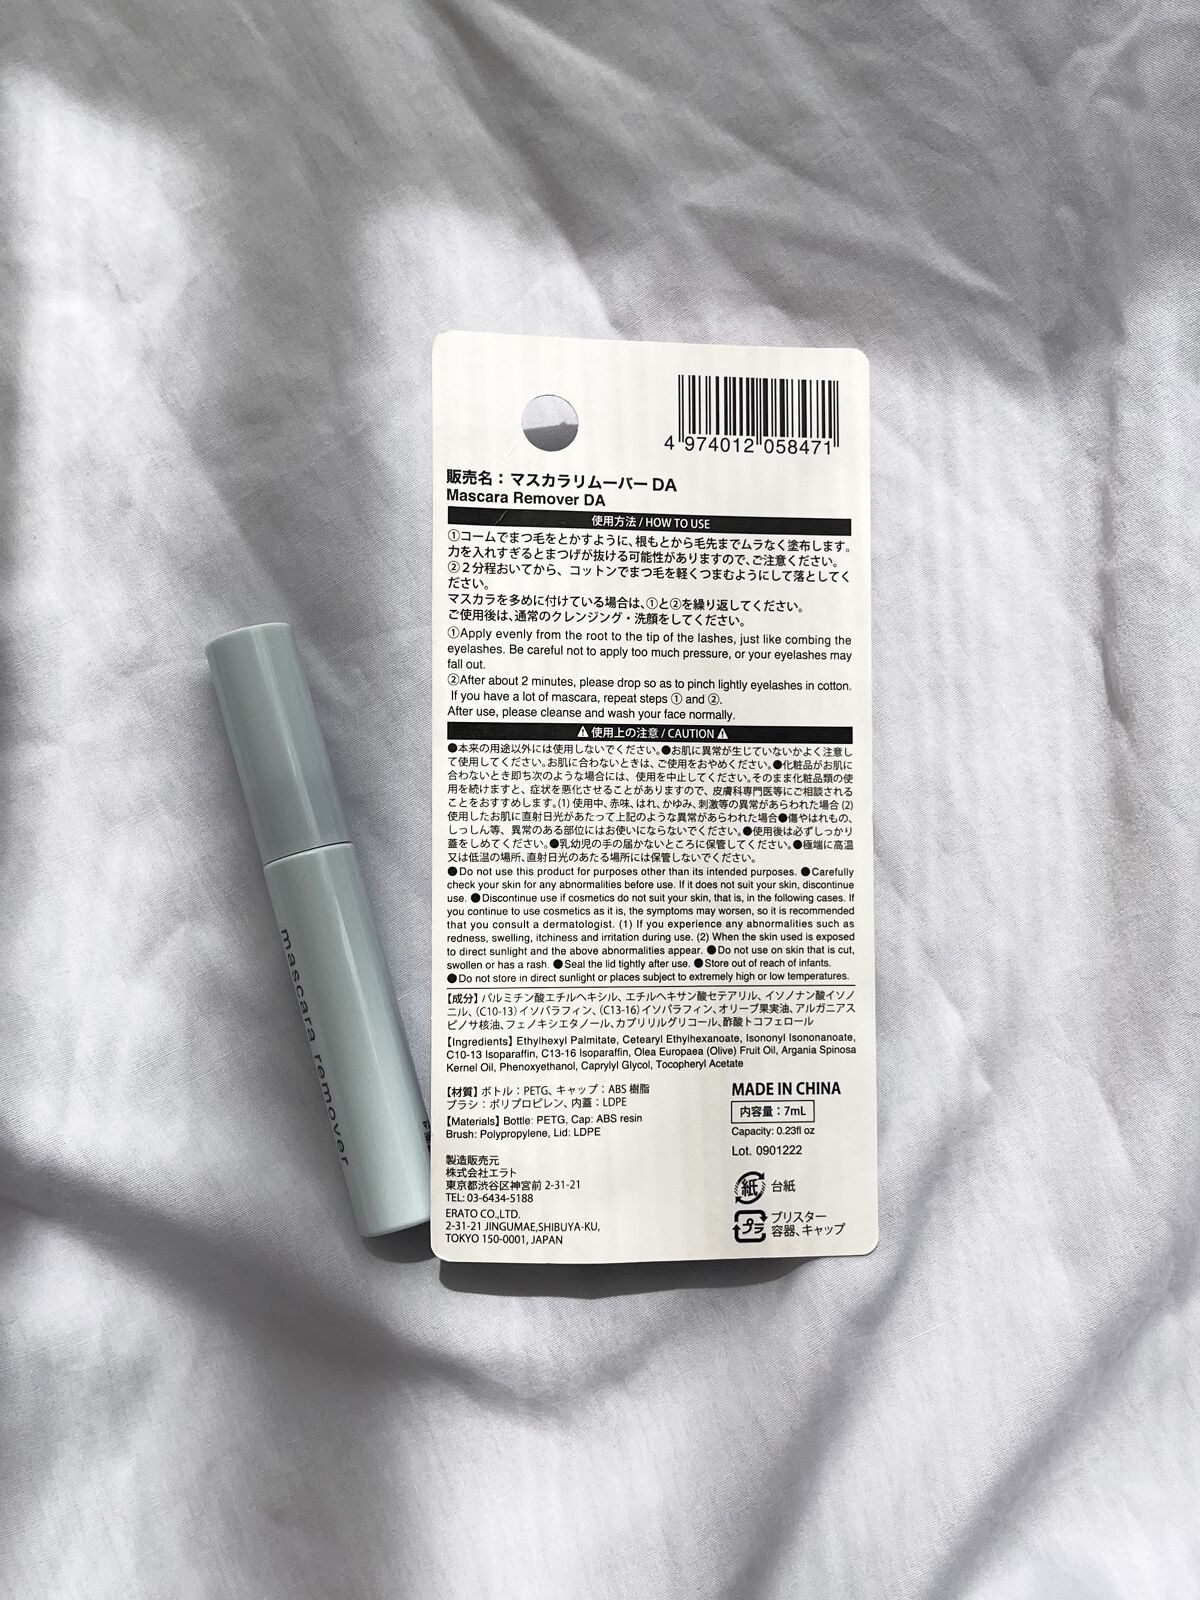 4 974012 058471
販売名：マスカラリムーバー DA
Mascara Remover DA
使用方法 / HOW TO USE
①コームでまつ毛をとかすように、根もとから毛先までムラなく塗布します。
力を入れすぎるとまつげが抜ける可能性がありますので、ご注意ください。
②２分程おいてから、コットンでまつ毛を軽くつまむようにして落としてく
ださい。
マスカラを多めに付けている場合は、①と②を繰り返してください。
ご使用後は、通常のクレンジング・洗顔をしてください。
①Apply evenly from the root to the tip of the lashes, just like combing the
eyelashes. Be careful not to apply too much pressure, or your eyelashes may
fall out.
②After about 2 minutes, please drop so as to pinch lightly eyelashes in cotton.
If you have a lot of mascara, repeat steps ① and ②.
After use, please cleanse and wash your face normally.
⚠ 使用上の注意 / CAUTION ⚠
●本来の用途以外には使用しないでください。●お肌に異常が生じていないかよく注意し
て使用してください。お肌に合わないときは、ご使用をおやめください。●化粧品がお肌に
合わないとき即ち次のような場合には、使用を中止してください。そのまま化粧品類の使
用を続けますと、症状を悪化させることがありますので、皮膚科専門医等にご相談される
ことをおすすめします。(1) 使用中、赤味、はれ、かゆみ、刺激等の異常があらわれた場合 (2)
使用したお肌に直射日光があたって上記のような異常があらわれた場合●傷やはれもの、
しっしん等、異常のある部位にはお使いにならないでください。●使用後は必ずしっかり
蓋をしめてください。●乳幼児の手の届かないところに保管してください。●極端に高温
又は低温の場所、直射日光のあたる場所には保管しないでください。
●Do not use this product for purposes other than its intended purposes. ●Carefully
check your skin for any abnormalities before use. If it does not suit your skin, discontinue
use. ●Discontinue use if cosmetics do not suit your skin, that is, in the following cases. If
you continue to use cosmetics as it is, the symptoms may worsen, so it is recommended
that you consult a dermatologist. (1) If you experience any abnormalities such as
redness, swelling, itchiness and irritation during use. (2) When the skin used is exposed
to direct sunlight and the above abnormalities appear. ●Do not use on skin that is cut,
swollen or has a rash. ●Seal the lid tightly after use. ●Store out of reach of infants.
●Do not store in direct sunlight or places subject to extremely high or low temperatures.
【成分】パルミチン酸エチルヘキシル、エチルヘキサン酸セテアリル、イソノナン酸イソノ
ニル、(C10-13)イソパラフィン、(C13-16)イソパラフィン、オリーブ果実油、アルガニアス
ピノサ核油、フェノキシエタノール、カプリリルグリコール、酢酸トコフェロール
【Ingredients】Ethylhexyl Palmitate, Cetearyl Ethylhexanoate, Isononyl Isononanoate,
C10-13 Isoparaffin, C13-16 Isoparaffin, Olea Europaea (Olive) Fruit Oil, Argania Spinosa
Kernel Oil, Phenoxyethanol, Caprylyl Glycol, Tocopheryl Acetate
【材質】ボトル：PETG、キャップ：ABS 樹脂
ブラシ：ポリプロピレン、内蓋：LDPE
【Materials】Bottle: PETG, Cap: ABS resin
Brush: Polypropylene, Lid: LDPE
製造販売元
株式会社エラト
東京都渋谷区神宮前 2-31-21
TEL: 03-6434-5188
ERATO CO.,LTD.
2-31-21 JINGUMAE,SHIBUYA-KU,
TOKYO 150-0001, JAPAN
MADE IN CHINA
内容量：7mL
Capacity: 0.23fl oz
Lot. 0901222
紙 台紙
プラ ブリスター
容器、キャップ
mascara remover